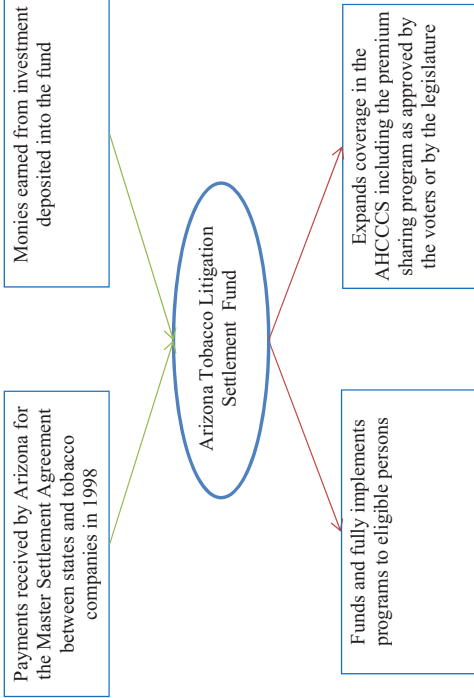 Payments received by Arizona for
the Master Settlement Agreement
between states and tobacco
companies in 1998
Monies earned from investment
deposited into the fund
Arizona Tobacco Litigation
Settlement Fund
Funds and fully implements
programs to eligible persons
Expands coverage in the
AHCCCS including the premium
sharing program as approved by
the voters or by the legislature